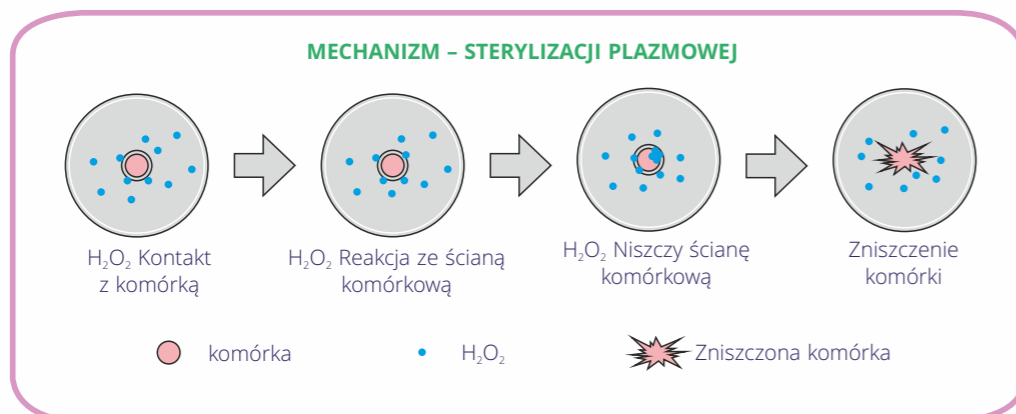 MECHANIZM – STERYLIZACJI PLAZMOWEJ
H₂O₂ Kontakt
z komórką
H₂O₂ Reakcja ze ścianą
komórkową
H₂O₂ Niszczy ścianę
komórkową
Zniszczenie
komórki
komórka
H₂O₂
Zniszczona komórka